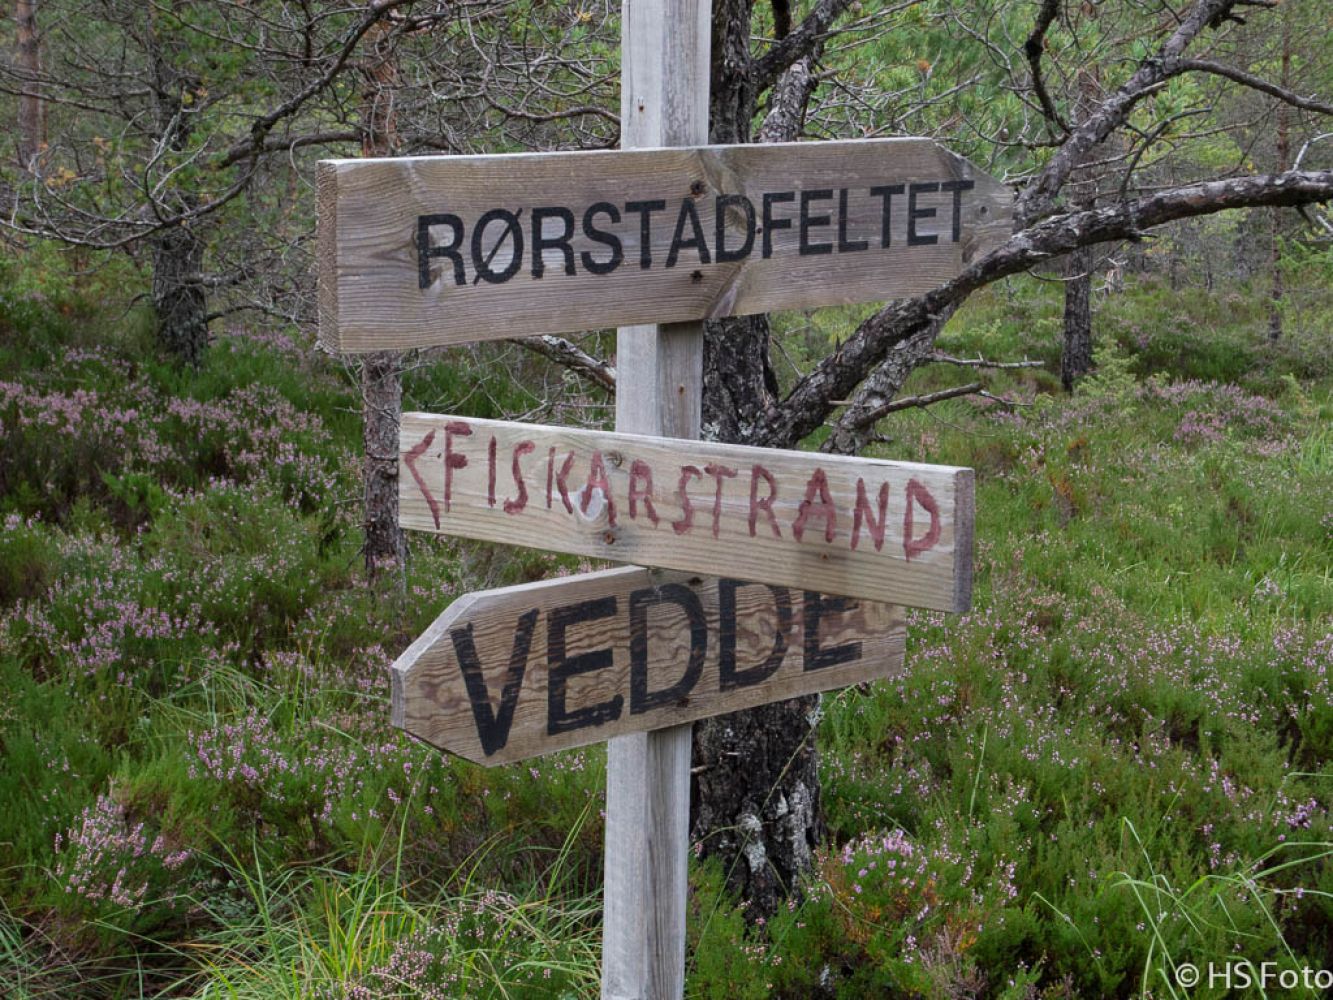 RØRSTADFELTET
<FISKARSTRAND
VEDDE
© HS Foto